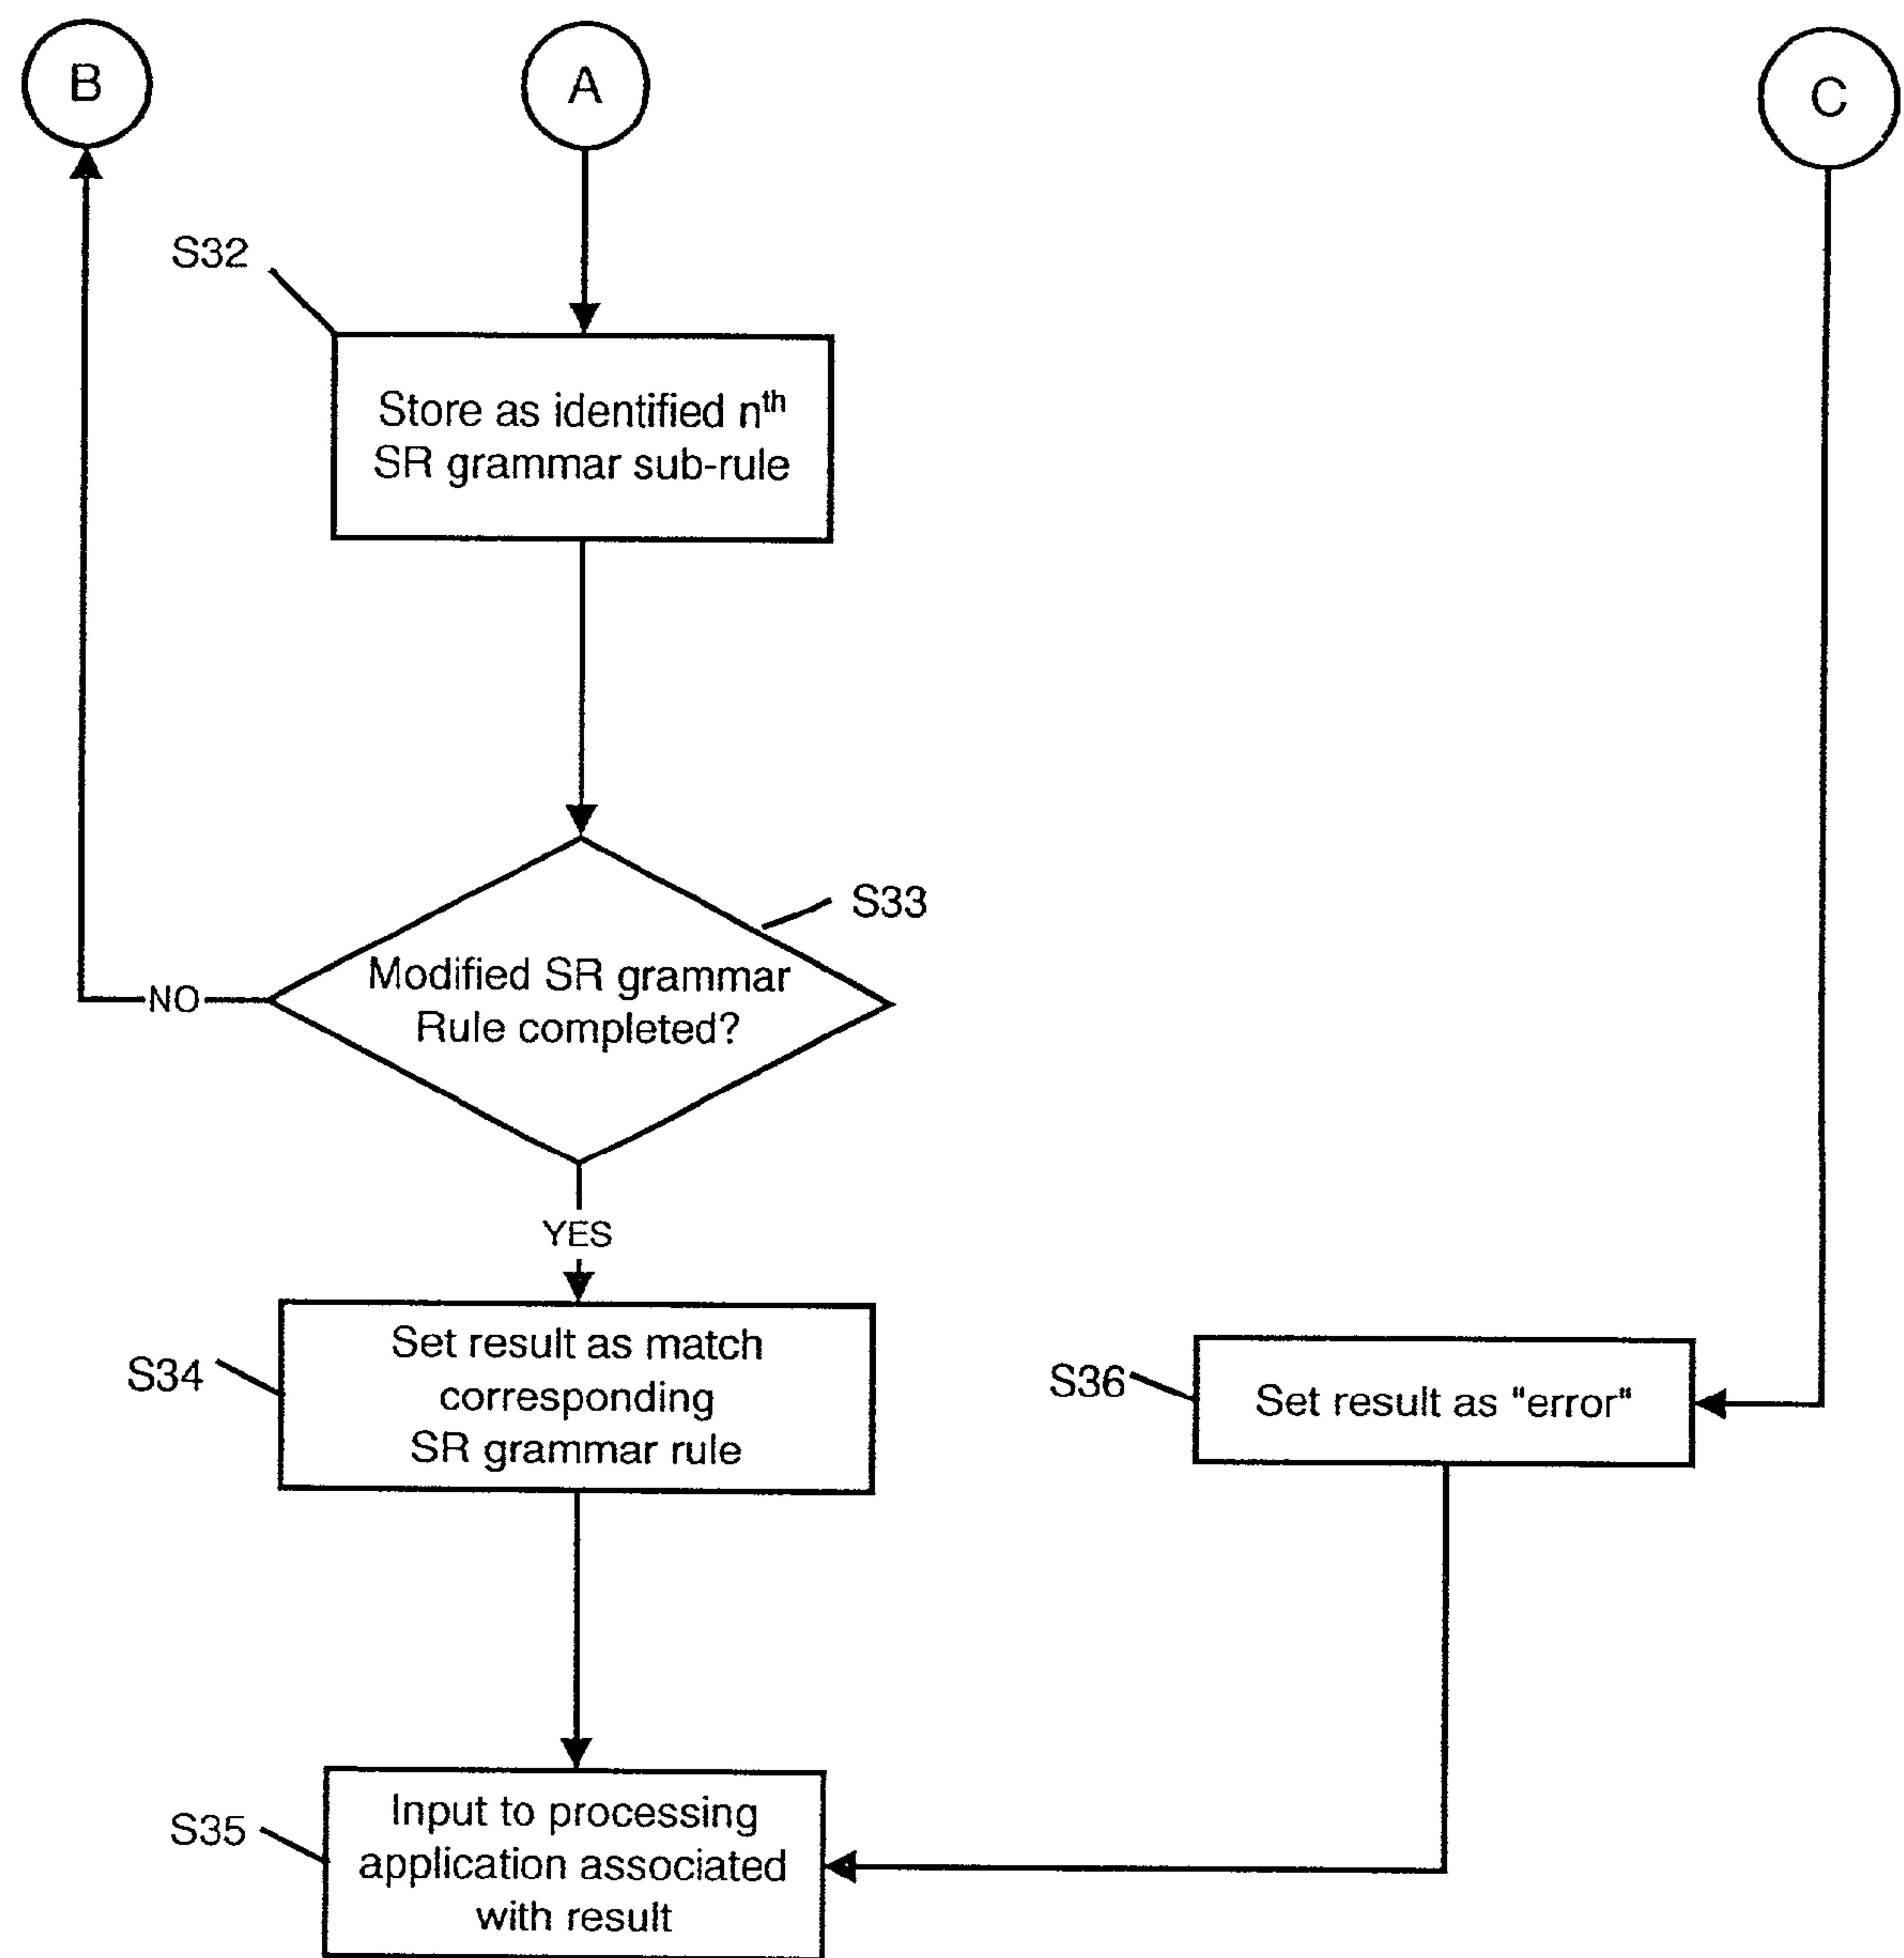 B
A
C
S32
Store as identified nth
SR grammar sub-rule
S33
Modified SR grammar
Rule completed?
NO
YES
S34
Set result as match
corresponding
SR grammar rule
S36
Set result as "error"
S35
Input to processing
application associated
with result